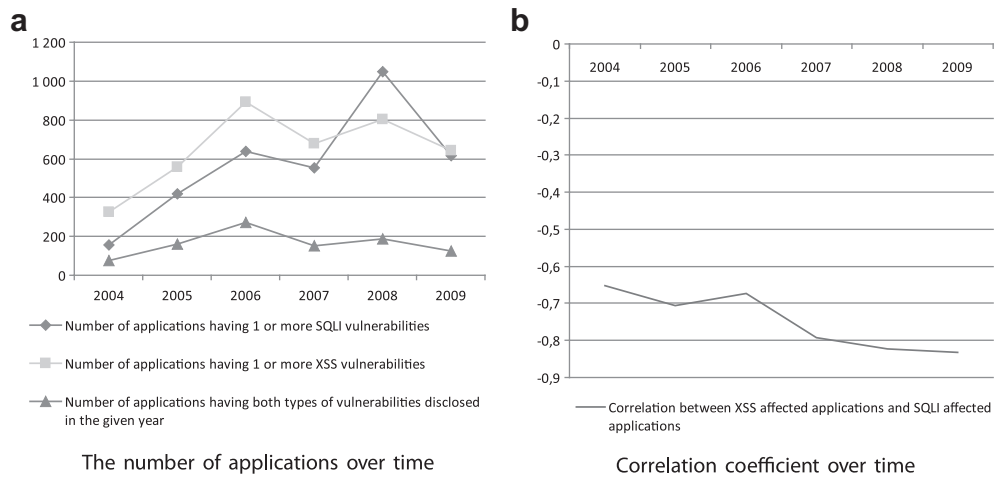 a
1 200
1 000
800
600
400
200
0
2004 2005 2006 2007 2008 2009
Number of applications having 1 or more SQLI vulnerabilities
Number of applications having 1 or more XSS vulnerabilities
Number of applications having both types of vulnerabilities disclosed
in the given year
The number of applications over time
b
0
2004 2005 2006 2007 2008 2009
-0,1
-0,2
-0,3
-0,4
-0,5
-0,6
-0,7
-0,8
-0,9
Correlation between XSS affected applications and SQLI affected
applications
Correlation coefficient over time